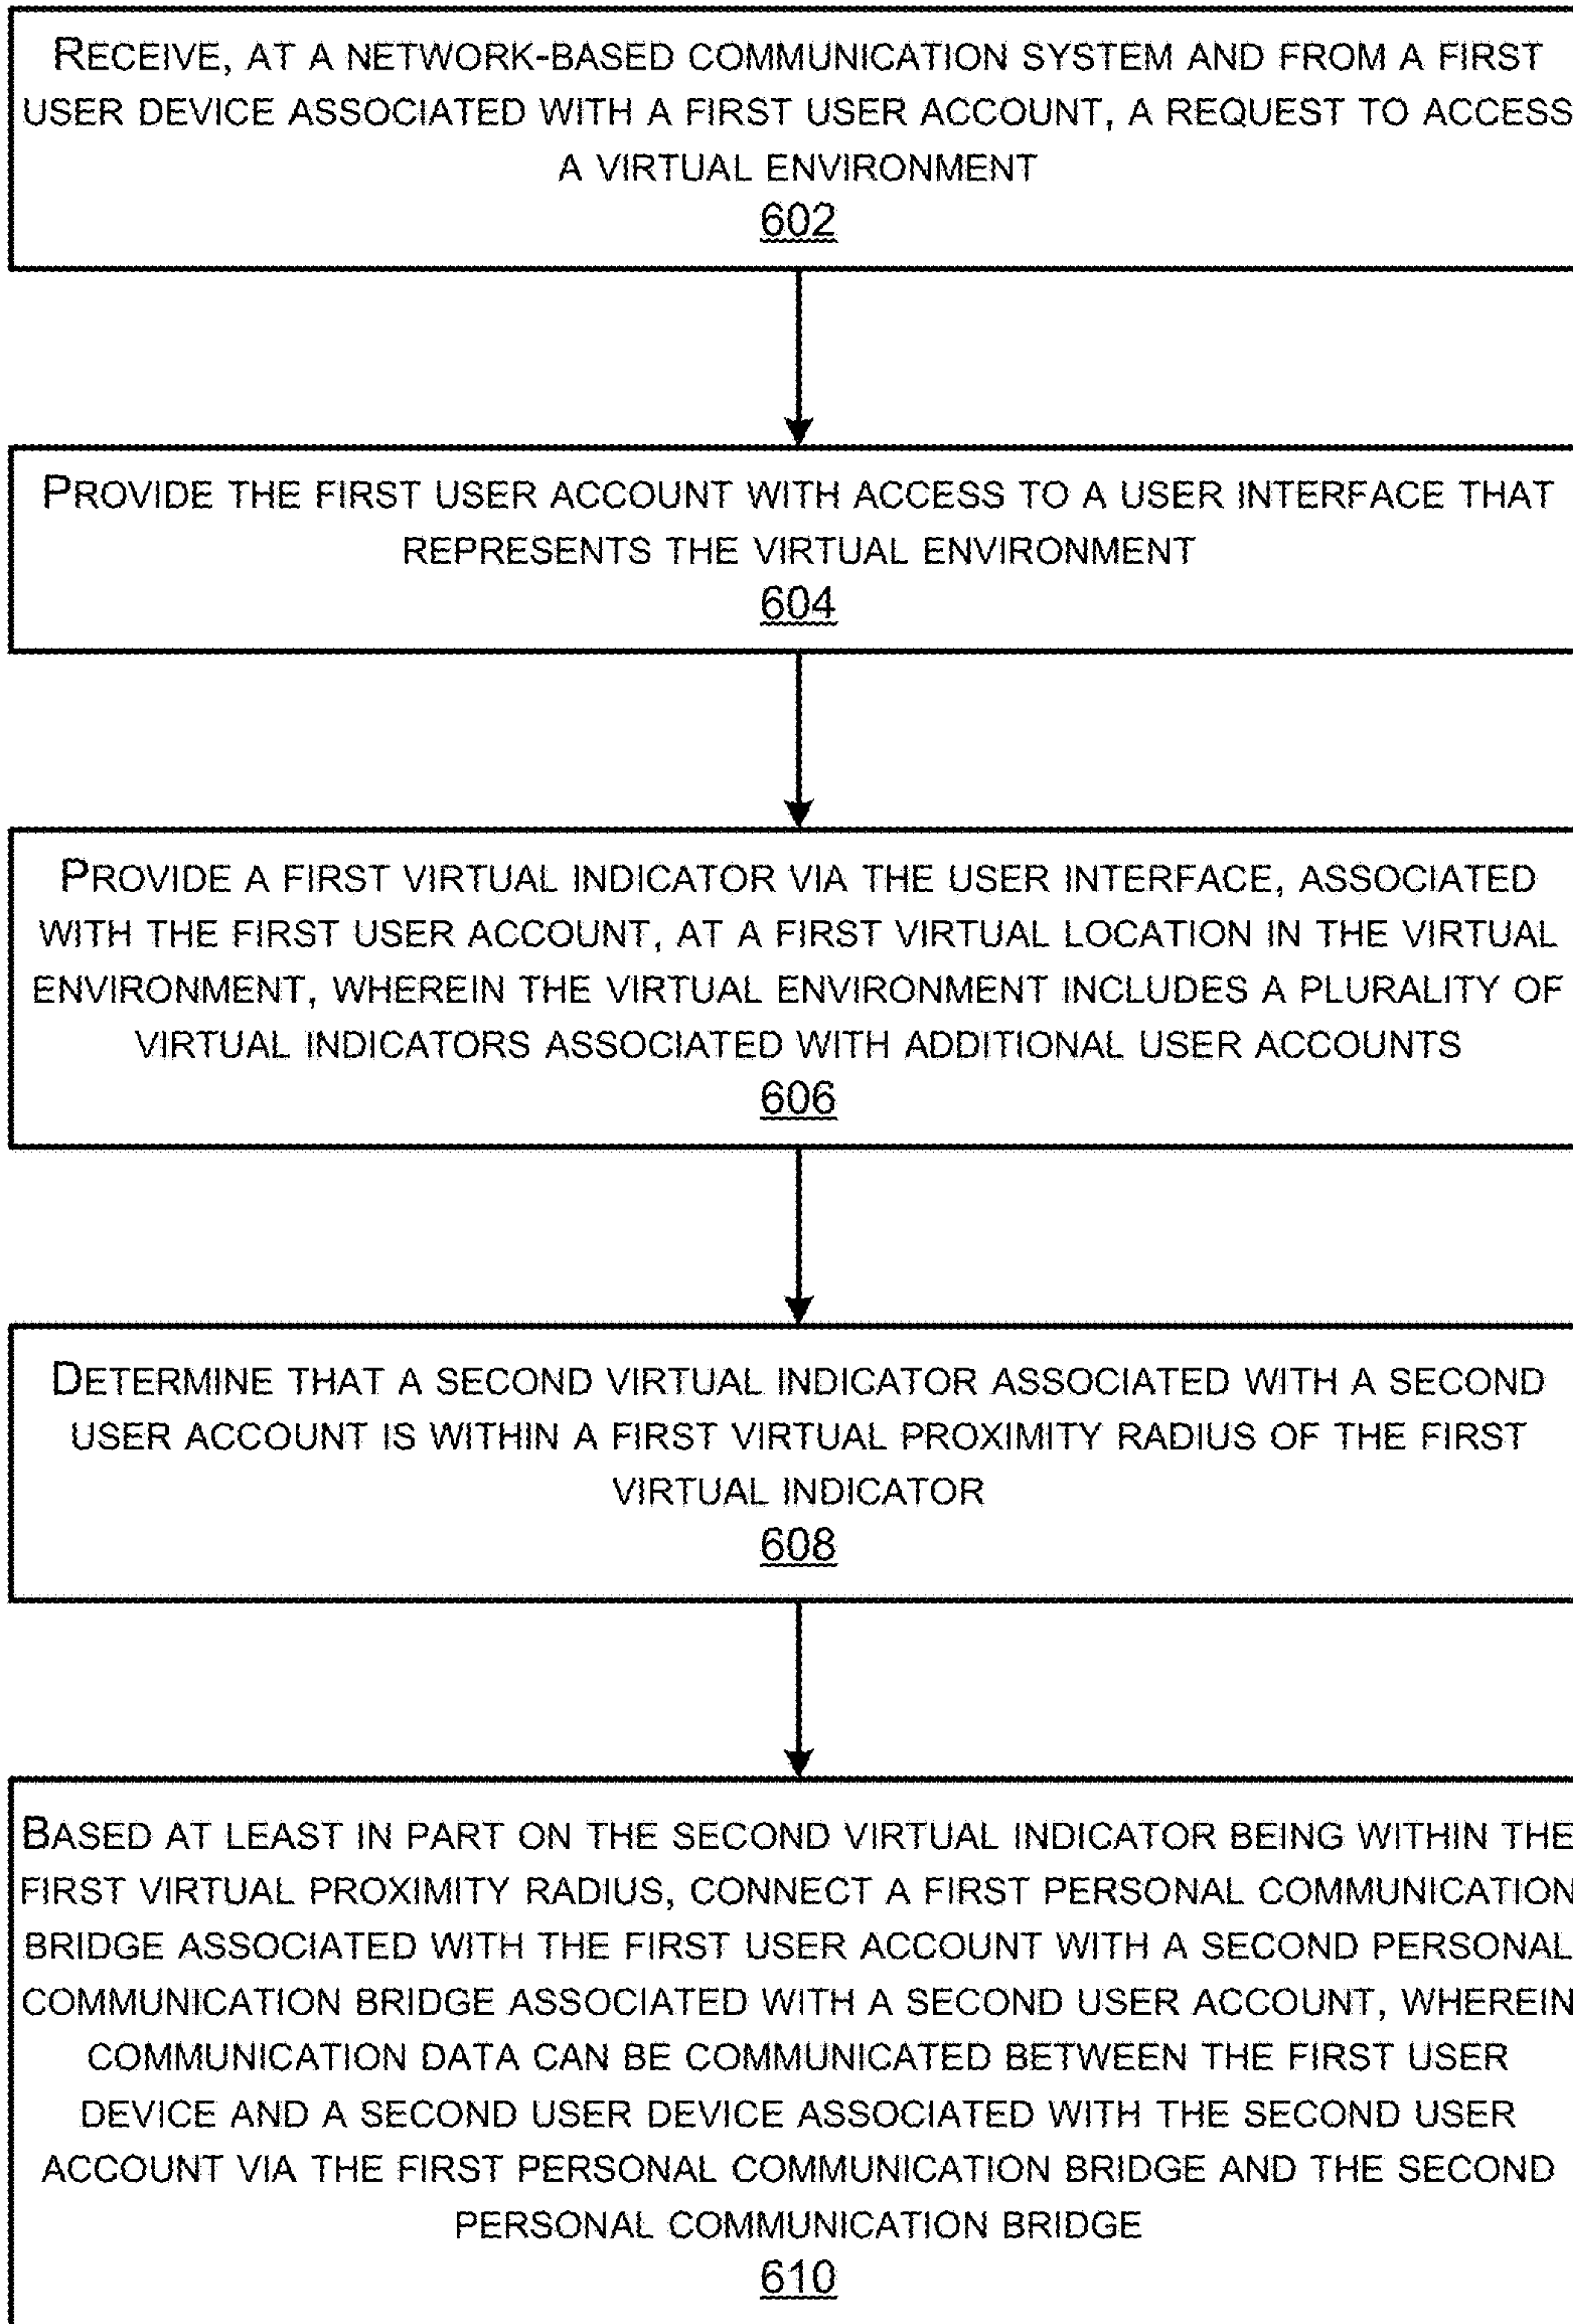 RECEIVE, AT A NETWORK-BASED COMMUNICATION SYSTEM AND FROM A FIRST
USER DEVICE ASSOCIATED WITH A FIRST USER ACCOUNT, A REQUEST TO ACCESS
A VIRTUAL ENVIRONMENT
602
PROVIDE THE FIRST USER ACCOUNT WITH ACCESS TO A USER INTERFACE THAT
REPRESENTS THE VIRTUAL ENVIRONMENT
604
PROVIDE A FIRST VIRTUAL INDICATOR VIA THE USER INTERFACE, ASSOCIATED
WITH THE FIRST USER ACCOUNT, AT A FIRST VIRTUAL LOCATION IN THE VIRTUAL
ENVIRONMENT, WHEREIN THE VIRTUAL ENVIRONMENT INCLUDES A PLURALITY OF
VIRTUAL INDICATORS ASSOCIATED WITH ADDITIONAL USER ACCOUNTS
606
DETERMINE THAT A SECOND VIRTUAL INDICATOR ASSOCIATED WITH A SECOND
USER ACCOUNT IS WITHIN A FIRST VIRTUAL PROXIMITY RADIUS OF THE FIRST
VIRTUAL INDICATOR
608
BASED AT LEAST IN PART ON THE SECOND VIRTUAL INDICATOR BEING WITHIN THE
FIRST VIRTUAL PROXIMITY RADIUS, CONNECT A FIRST PERSONAL COMMUNICATION
BRIDGE ASSOCIATED WITH THE FIRST USER ACCOUNT WITH A SECOND PERSONAL
COMMUNICATION BRIDGE ASSOCIATED WITH A SECOND USER ACCOUNT, WHEREIN
COMMUNICATION DATA CAN BE COMMUNICATED BETWEEN THE FIRST USER
DEVICE AND A SECOND USER DEVICE ASSOCIATED WITH THE SECOND USER
ACCOUNT VIA THE FIRST PERSONAL COMMUNICATION BRIDGE AND THE SECOND
PERSONAL COMMUNICATION BRIDGE
610